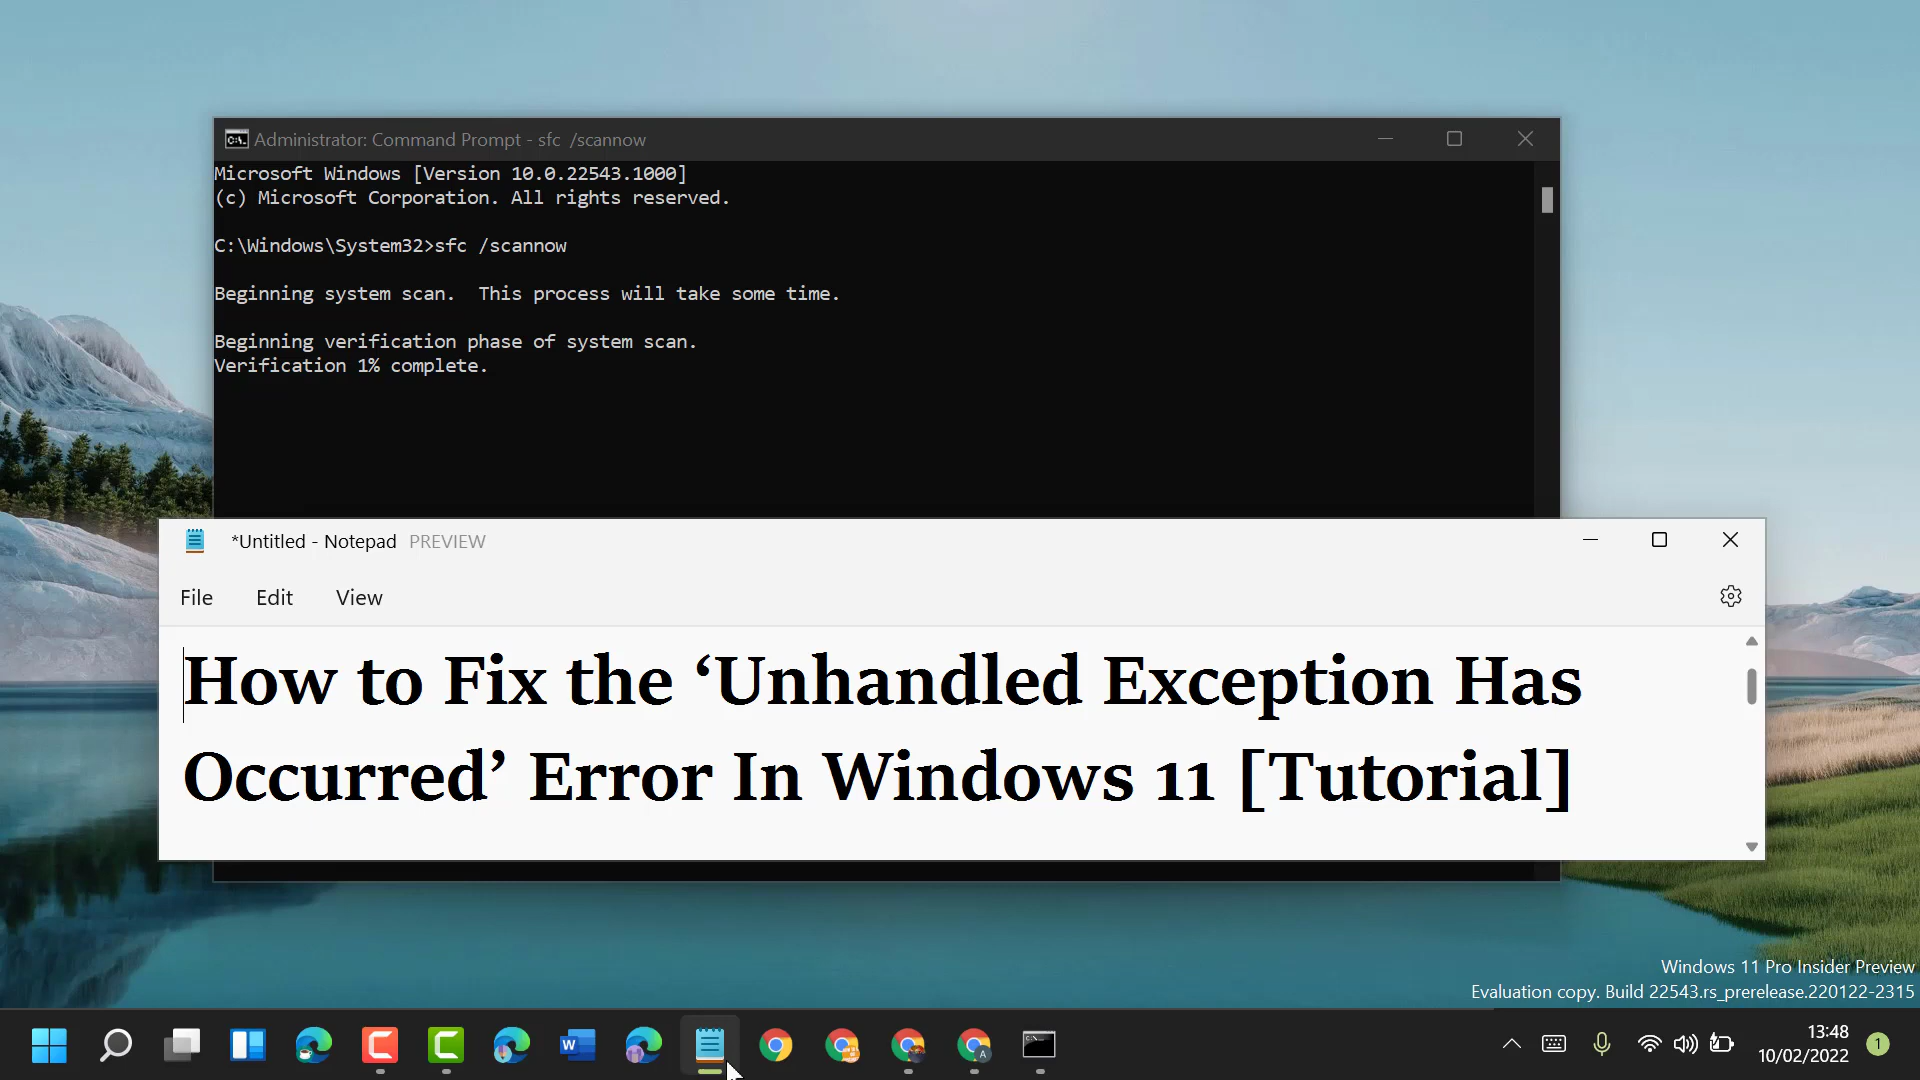 Administrator: Command Prompt - sfc  /scannow
Microsoft Windows [Version 10.0.22543.1000]
(c) Microsoft Corporation. All rights reserved.
C:\Windows\System32>sfc /scannow
Beginning system scan.  This process will take some time.
Beginning verification phase of system scan.
Verification 1% complete.
*Untitled - Notepad PREVIEW
File Edit View
How to Fix the ‘Unhandled Exception Has
Occurred’ Error In Windows 11 [Tutorial]
Windows 11 Pro Insider Preview
Evaluation copy. Build 22543.rs_prerelease.220122-2315
13:48
10/02/2022
1